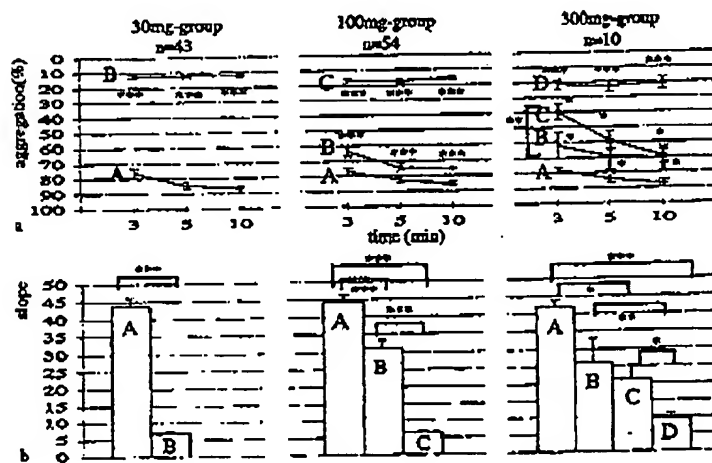 30mg-group
n=43
100mg-group
n=54
300mg-group
n=10
aggregation(%)
0
10
20
30
40
50
60
70
80
90
100
B
***
***
***
A
C
***
***
***
B
***
***
***
A
D
***
***
C
B
A
a
3 5 10
3 5 10
3 5 10
time (min)
slope
50
45
40
35
30
25
20
15
10
5
0
***
A
B
***
***
***
A
B
C
***
*
**
*
A
B
C
D
b